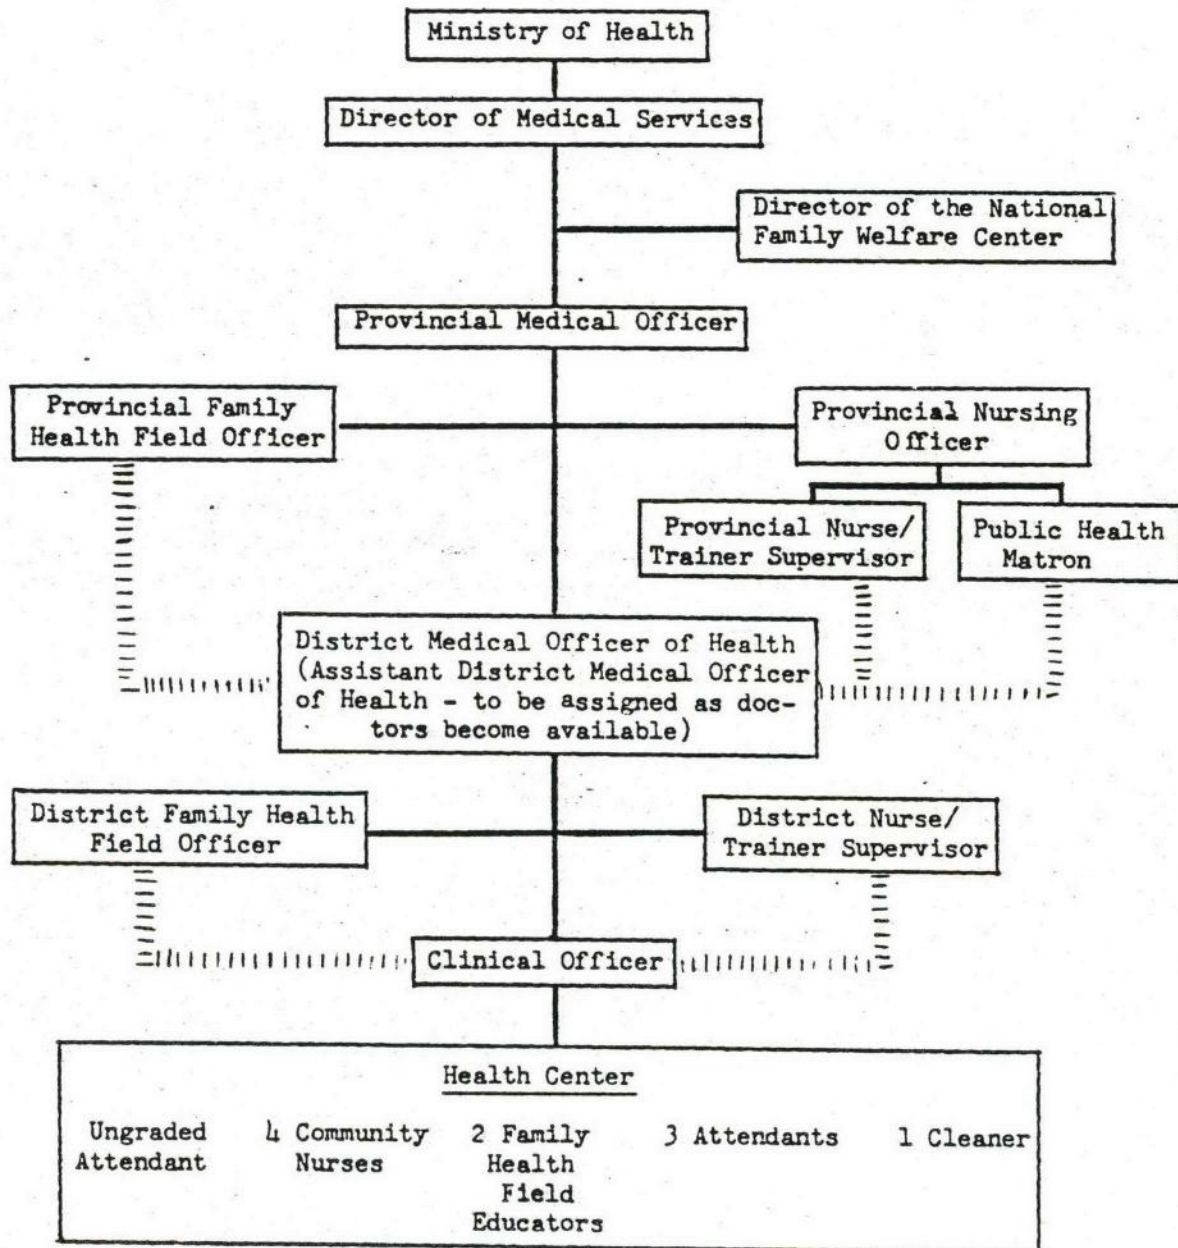 Ministry of Health
Director of Medical Services
Director of the National
Family Welfare Center
Provincial Medical Officer
Provincial Family
Health Field Officer
Provincial Nursing
Officer
Provincial Nurse/
Trainer Supervisor
Public Health
Matron
District Medical Officer of Health
(Assistant District Medical Officer
of Health - to be assigned as doc-
tors become available)
District Family Health
Field Officer
District Nurse/
Trainer Supervisor
Clinical Officer
Health Center
Ungraded
Attendant
4 Community
Nurses
2 Family
Health
Field
Educators
3 Attendants
1 Cleaner